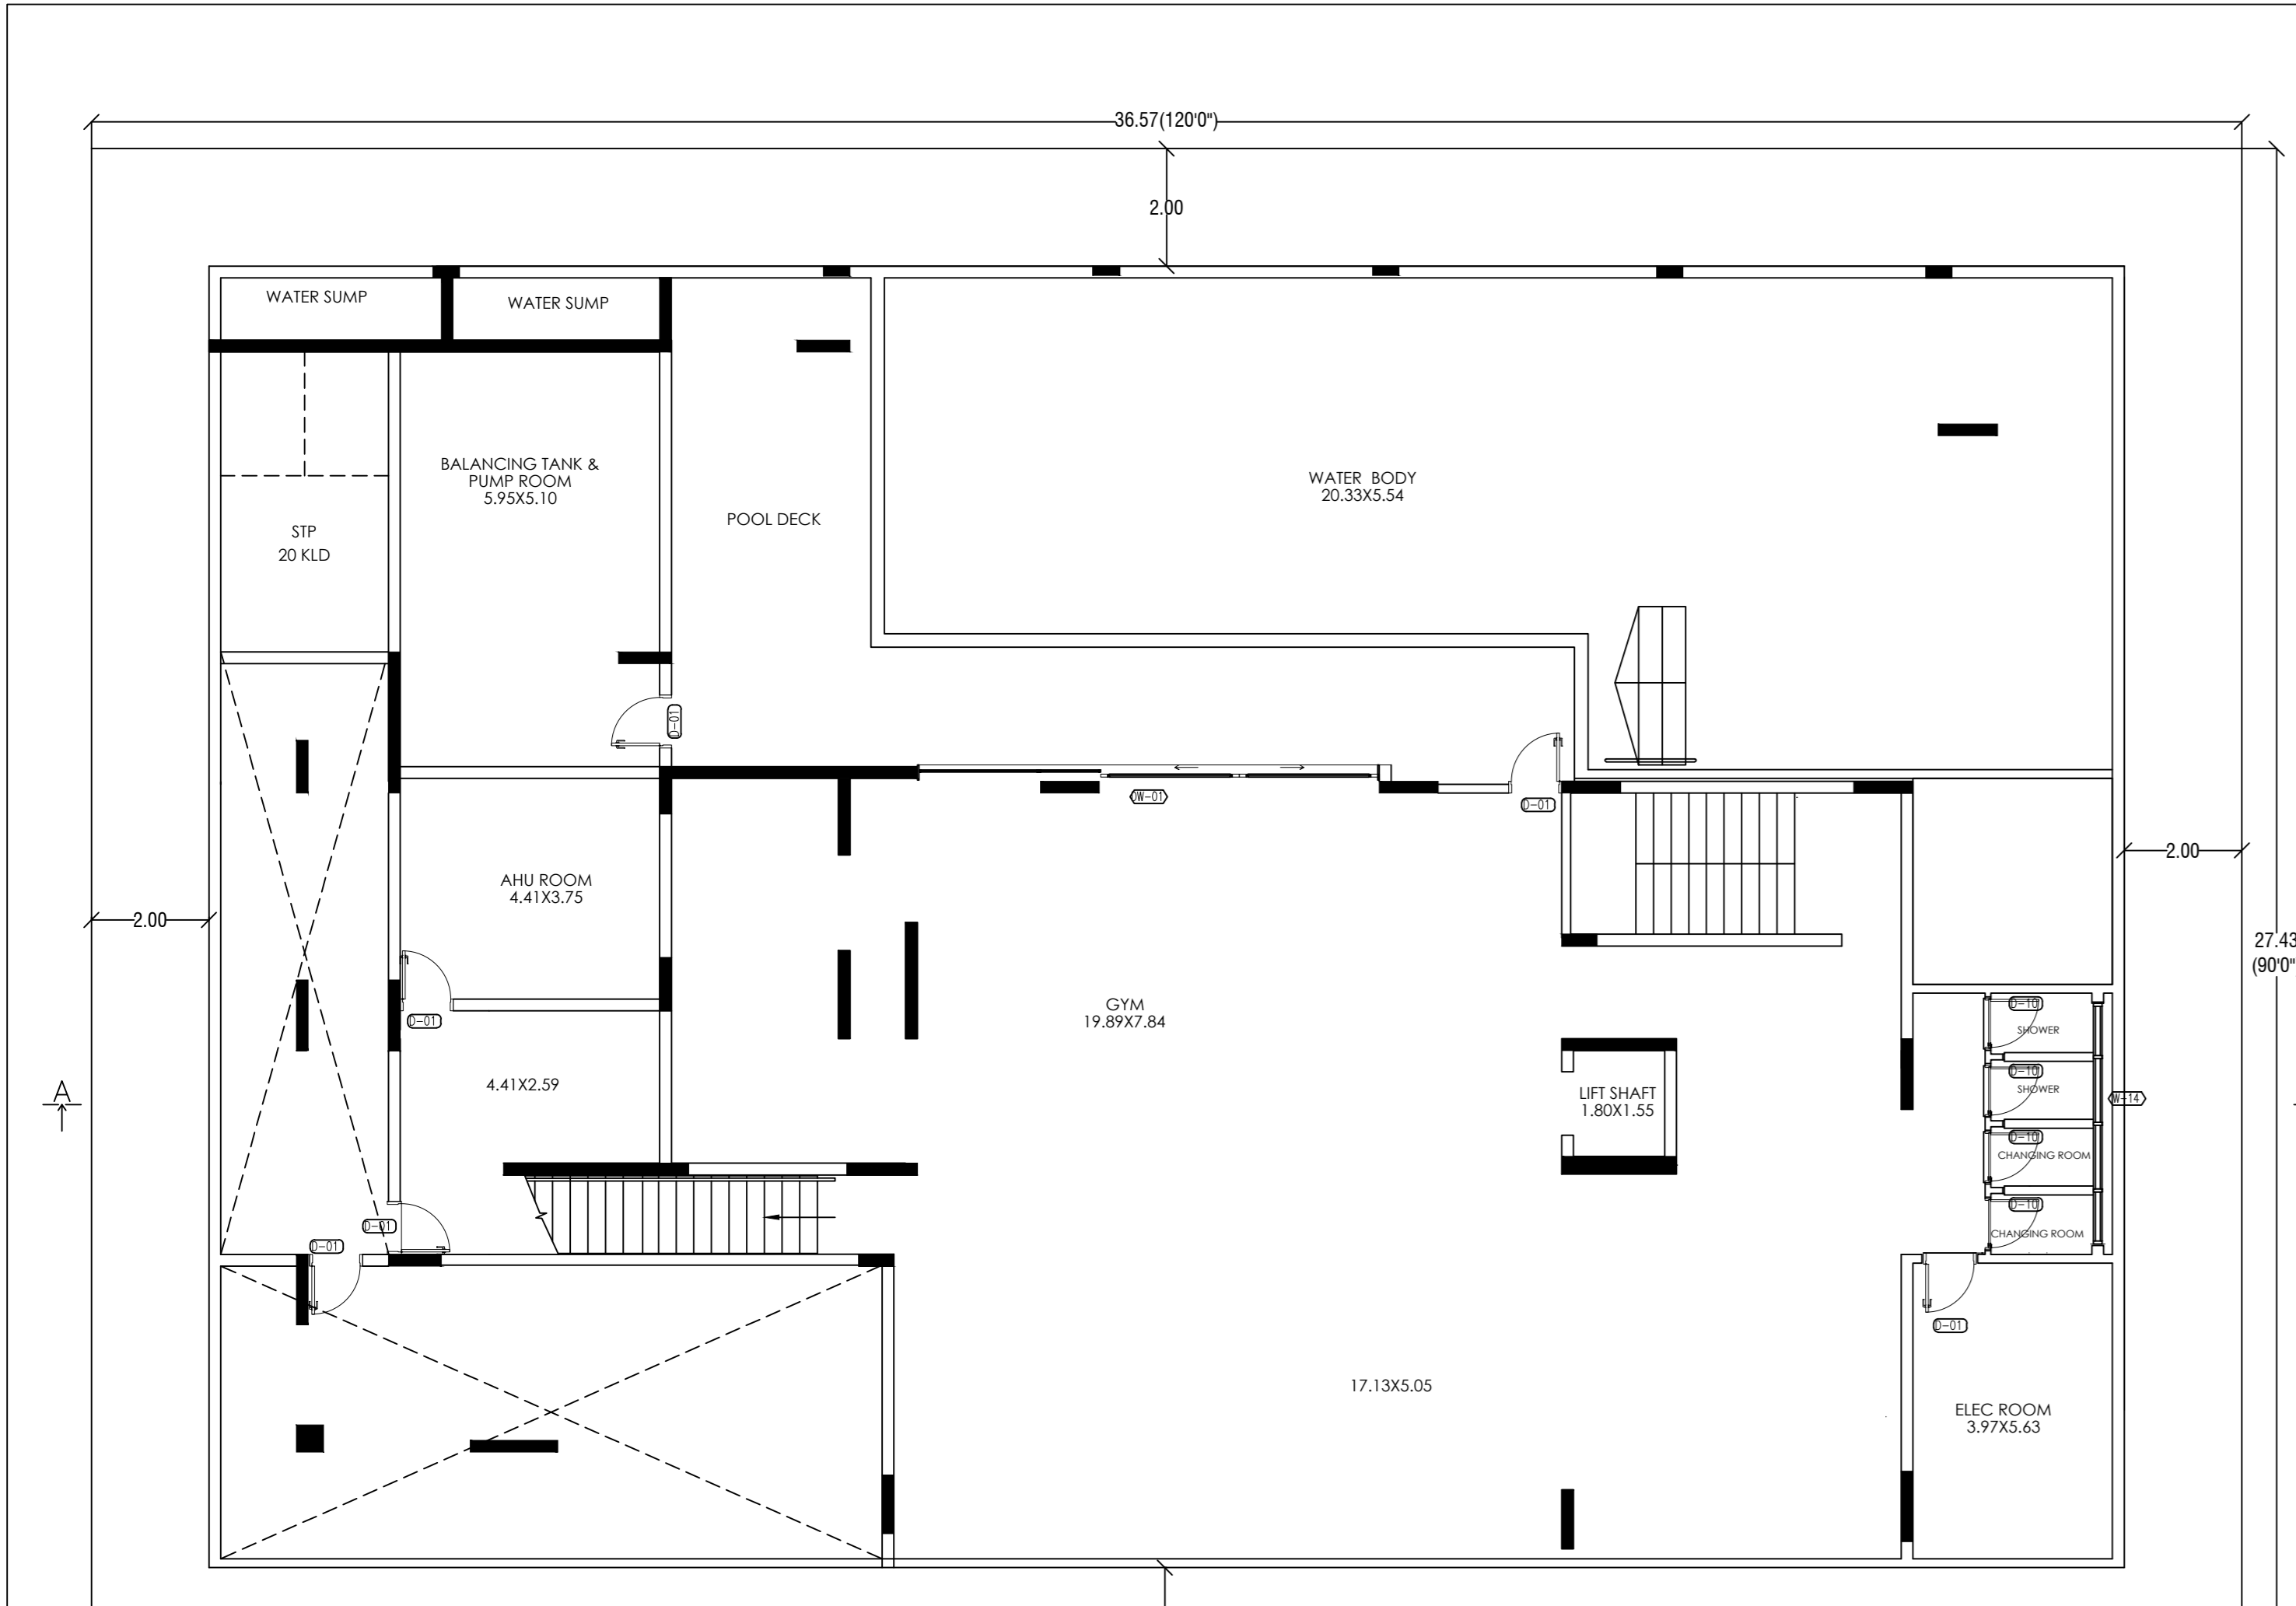 36.57(120'0")
2.00
WATER SUMP
WATER SUMP
BALANCING TANK &
PUMP ROOM
5.95X5.10
WATER  BODY
20.33X5.54
POOL DECK
STP
20 KLD
D-01
DW-01
D-01
2.00
2.00
AHU ROOM
4.41X3.75
27.43
(90'0"
GYM
19.89X7.84
D-01
D-10
SHOWER
4.41X2.59
D-10
SHOWER
LIFT SHAFT
1.80X1.55
W-14
A
D-10
CHANGING ROOM
D-10
CHANGING ROOM
D-01
D-01
D-01
17.13X5.05
ELEC ROOM
3.97X5.63